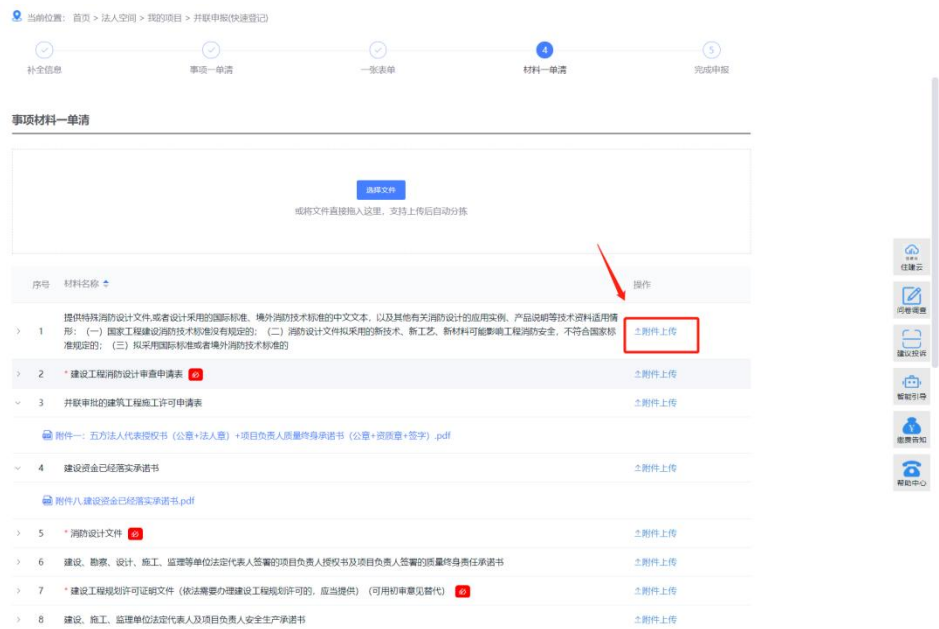 当前位置： 首页 > 法人空间 > 我的项目 > 并联申报(快速登记)
补全信息
事项一单清
一张表单
4
材料一单清
5
完成申报
事项材料一单清
选择文件
或将文件直接拖入这里，支持上传后自动分拣
序号 材料名称 操作
提供特殊消防设计文件,或者设计采用的国际标准、境外消防技术标准的中文文本，以及其他有关消防设计的应用实例、产品说明等技术资料适用情
1 形：（一）国家工程建设消防技术标准没有规定的；（二）消防设计文件拟采用的新技术、新工艺、新材料可能影响工程消防安全，不符合国家标 附件上传
准规定的；（三）拟采用国际标准或者境外消防技术标准的
2 * 建设工程消防设计审查申请表 附件上传
3 并联审批的建筑工程施工许可申请表 附件上传
附件一：五方法人代表授权书（公章+法人章）+项目负责人质量终身承诺书（公章+资质章+签字）.pdf
4 建设资金已经落实承诺书 附件上传
附件八.建设资金已经落实承诺书.pdf
5 * 消防设计文件 附件上传
6 建设、勘察、设计、施工、监理等单位法定代表人签署的项目负责人授权书及项目负责人签署的质量终身责任承诺书 附件上传
7 * 建设工程规划许可证明文件（依法需要办理建设工程规划许可的，应当提供）（可用初审意见替代） 附件上传
8 建设、施工、监理单位法定代表人及项目负责人安全生产承诺书 附件上传
住建云
问卷调查
建议投诉
智能引导
缴费告知
帮助中心